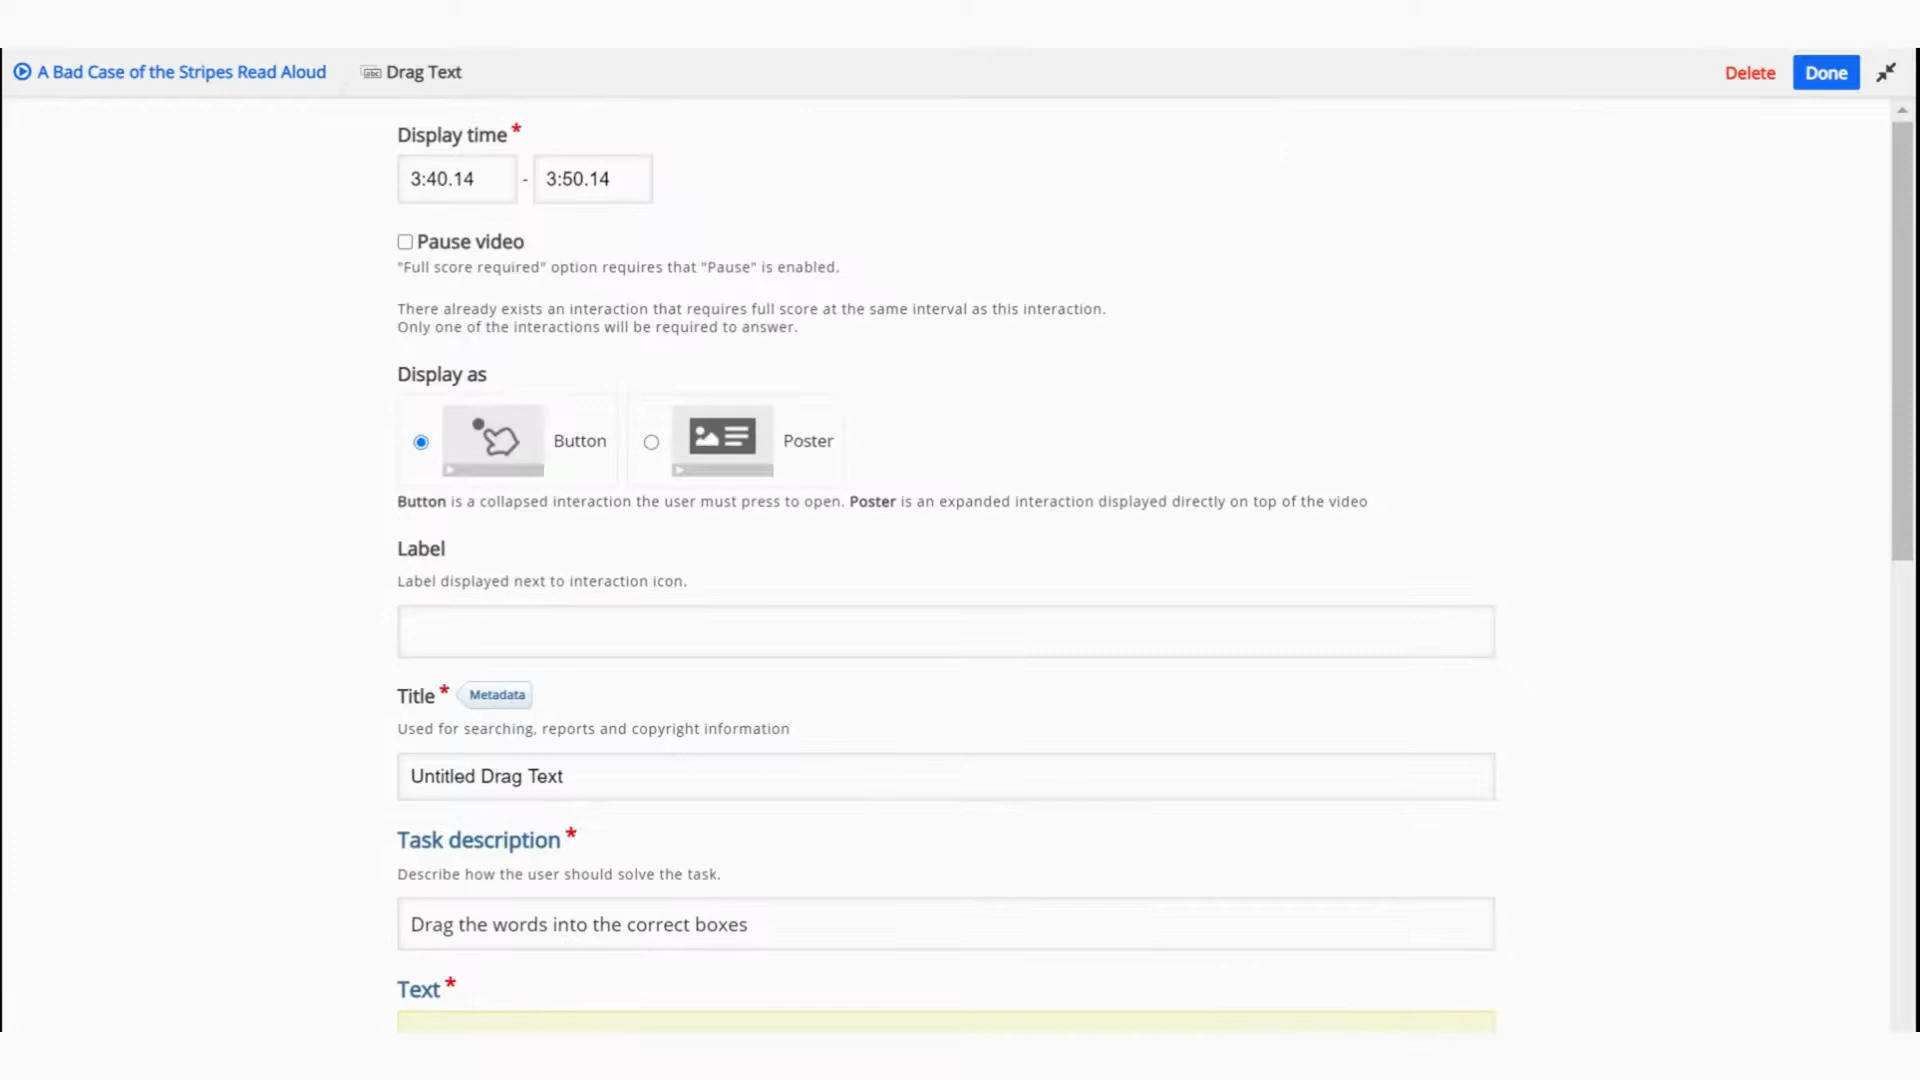 A Bad Case of the Stripes Read Aloud
abc Drag Text
Delete
Done
Display time *
3:40.14 - 3:50.14
Pause video
"Full score required" option requires that "Pause" is enabled.
There already exists an interaction that requires full score at the same interval as this interaction.
Only one of the interactions will be required to answer.
Display as
Button
Poster
Button is a collapsed interaction the user must press to open. Poster is an expanded interaction displayed directly on top of the video
Label
Label displayed next to interaction icon.
Title * Metadata
Used for searching, reports and copyright information
Untitled Drag Text
Task description *
Describe how the user should solve the task.
Drag the words into the correct boxes
Text *